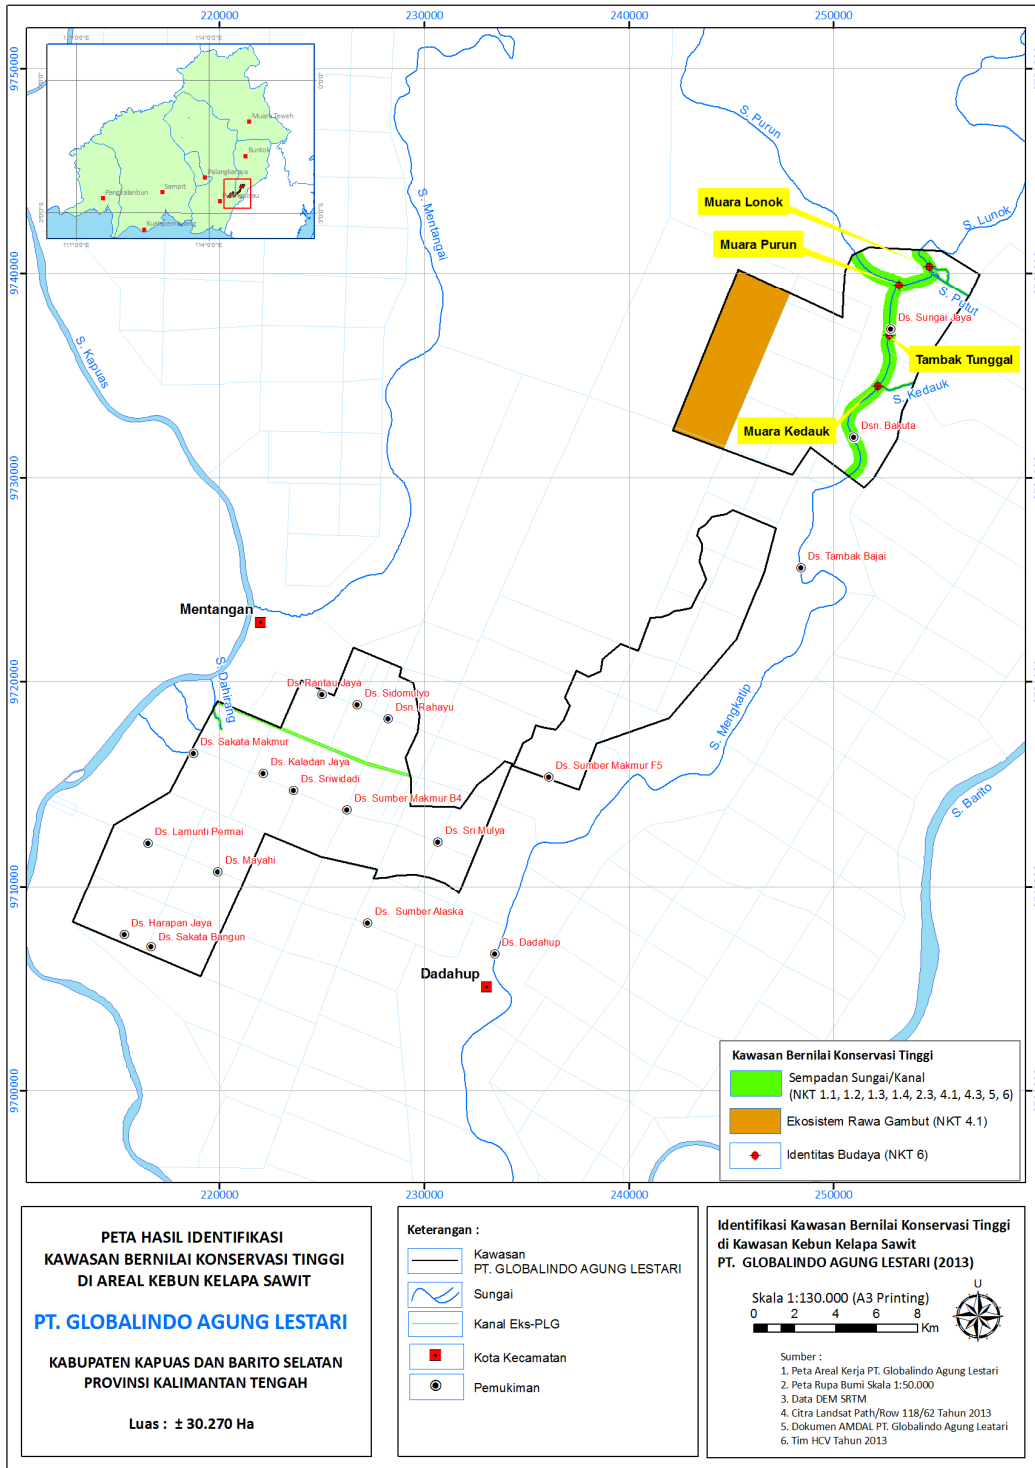 220000
230000
240000
250000
9750000
9740000
9730000
9720000
9710000
9700000
111°0'0"E
114°0'0"E
0°0'0"
3°0'0"S
Muara Teweh
Buntok
Palangkaraya
Sampit
Pangkalanbun
S. Purun
S. Mentangai
S. Lunok
Muara Lonok
Muara Purun
S. Putut
Ds. Sungai Jaya
Tambak Tunggal
S. Kedauk
Muara Kedauk
Dsn. Bakuta
S. Kapuas
Ds. Tambak Bajai
Mentangan
S. Dahirang
Ds. Rantau Jaya
Ds. Sidomulyo
Dsn. Rahayu
S. Mengkatip
Ds. Sakata Makmur
Ds. Kaladan Jaya
Ds. Sriwidadi
Ds. Sumber Makmur F5
Ds. Sumber Makmur B4
S. Barito
Ds. Lamunti Permai
Ds. Sri Mulya
Ds. Mayahi
Ds. Harapan Jaya
Ds. Sakata Bangun
Ds. Sumber Alaska
Ds. Dadahup
Dadahup
Kawasan Bernilai Konservasi Tinggi
Sempadan Sungai/Kanal
(NKT 1.1, 1.2, 1.3, 1.4, 2.3, 4.1, 4.3, 5, 6)
Ekosistem Rawa Gambut (NKT 4.1)
Identitas Budaya (NKT 6)
220000
230000
240000
250000
PETA HASIL IDENTIFIKASI
KAWASAN BERNILAI KONSERVASI TINGGI
DI AREAL KEBUN KELAPA SAWIT
PT. GLOBALINDO AGUNG LESTARI
KABUPATEN KAPUAS DAN BARITO SELATAN
PROVINSI KALIMANTAN TENGAH
Luas : ± 30.270 Ha
Keterangan :
Kawasan
PT. GLOBALINDO AGUNG LESTARI
Sungai
Kanal Eks-PLG
Kota Kecamatan
Pemukiman
Identifikasi Kawasan Bernilai Konservasi Tinggi
di Kawasan Kebun Kelapa Sawit
PT. GLOBALINDO AGUNG LESTARI (2013)
Skala 1:130.000 (A3 Printing)
0 2 4 6 8
Km
U
Sumber :
1. Peta Areal Kerja PT. Globalindo Agung Lestari
2. Peta Rupa Bumi Skala 1:50.000
3. Data DEM SRTM
4. Citra Landsat Path/Row 118/62 Tahun 2013
5. Dokumen AMDAL PT. Globalindo Agung Leatari
6. Tim HCV Tahun 2013